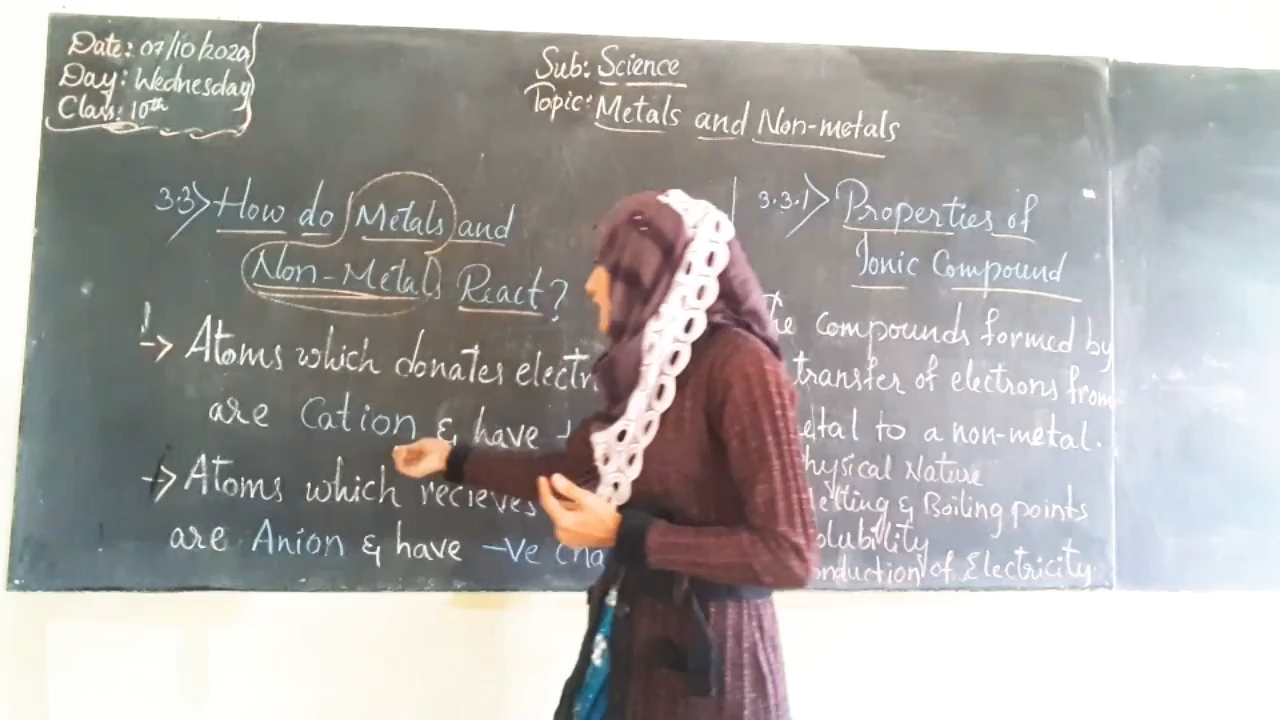 Date: 07/10/2020
Day: Wednesday
Class: 10th
Sub: Science
Topic: Metals and Non-metals
3.3> How do Metals and
Non-Metals React?
-> Atoms which donates electr
are Cation & have
-> Atoms which recieves
are Anion & have -ve cha
3.3.1> Properties of
Ionic Compound
The compounds formed by
transfer of electrons from
etal to a non-metal.
hysical Nature
elting & Boiling points
olubility
onduction of Electricity